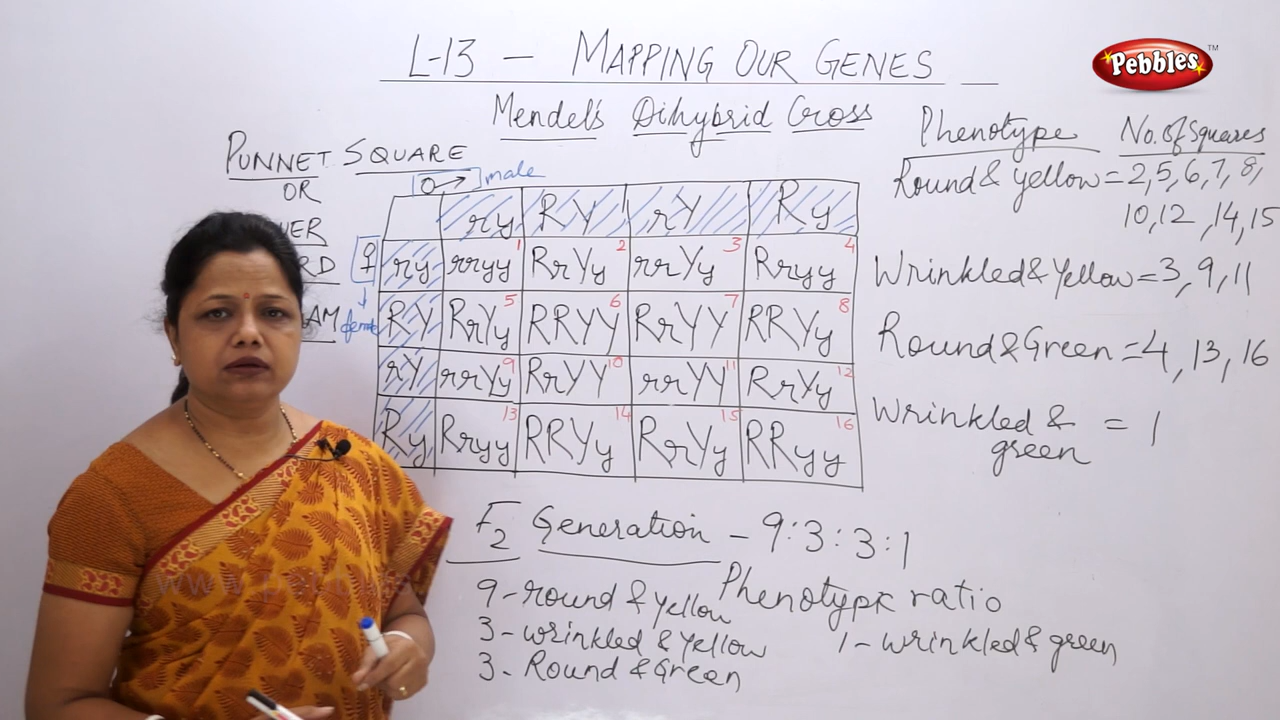 L-13 — MAPPING OUR GENES
Pebbles™
Mendel's Dihybrid Cross
PUNNET SQUARE
OR
♂ male
♀
ry RY rY Ry
ry rryy 1 RrYy 2 rrYy 3 Rryy 4
RY RrYy 5 RRYY 6 RrYY 7 RRYy 8
rY rrYy 9 RrYY 10 rrYY 11 RrYy 12
Ry Rryy 13 RRYy 14 RrYy 15 RRyy 16
Phenotype No. of Squares
Round & yellow = 2,5,6,7,8,
10,12,14,15
Wrinkled & Yellow = 3, 9, 11
Round & Green = 4, 13, 16
Wrinkled & = 1
green
F2 Generation - 9:3:3:1
Phenotype ratio
9 - round & yellow
3 - wrinkled & yellow
3 - Round & Green
1 - wrinkled & green